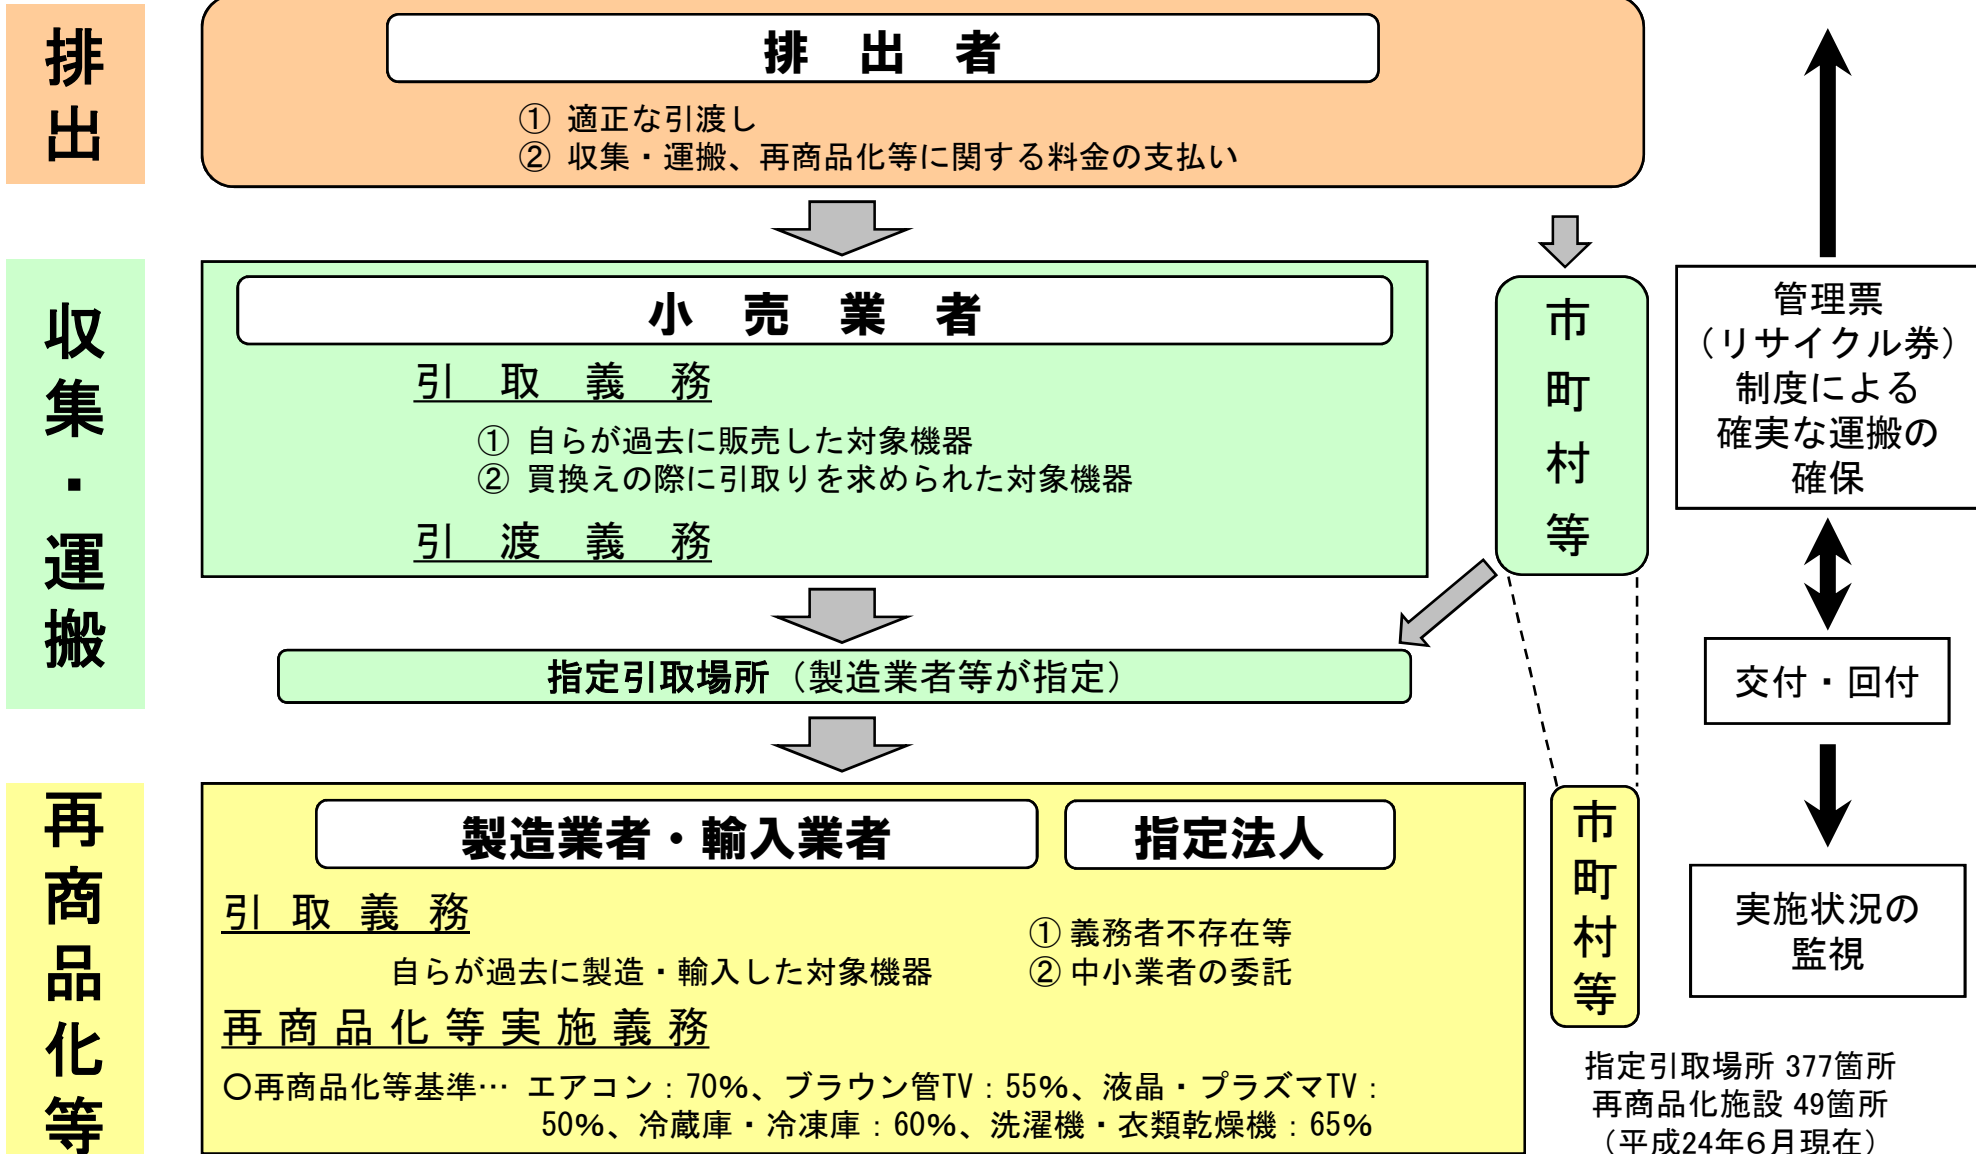 排出
排出者
① 適正な引渡し
② 収集・運搬、再商品化等に関する料金の支払い
収集・運搬
小売業者
引取義務
① 自らが過去に販売した対象機器
② 買換えの際に引取りを求められた対象機器
引渡義務
市町村等
管理票
（リサイクル券）
制度による
確実な運搬の
確保
指定引取場所（製造業者等が指定）
交付・回付
再商品化等
製造業者・輸入業者
指定法人
引取義務
自らが過去に製造・輸入した対象機器
① 義務者不存在等
② 中小業者の委託
再商品化等実施義務
〇再商品化等基準… エアコン：70%、ブラウン管TV：55%、液晶・プラズマTV：
50%、冷蔵庫・冷凍庫：60%、洗濯機・衣類乾燥機：65%
市町村等
実施状況の
監視
指定引取場所 377箇所
再商品化施設 49箇所
（平成24年６月現在）